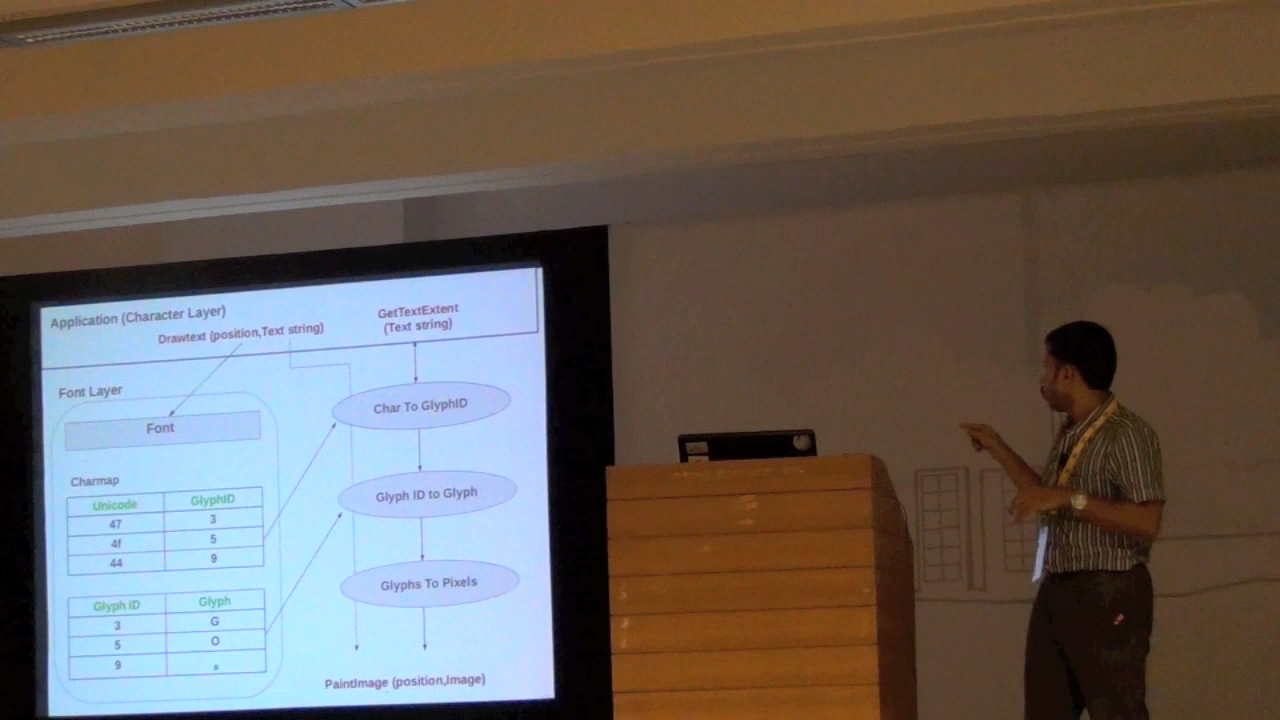 Application (Character Layer)
Drawtext (position,Text string)
GetTextExtent
(Text string)
Font Layer
Font
Char To GlyphID
Charmap
Unicode GlyphID
47 3
4f 5
44 9
Glyph ID to Glyph
Glyph ID Glyph
3 G
5 O
9
Glyphs To Pixels
PaintImage (position,Image)